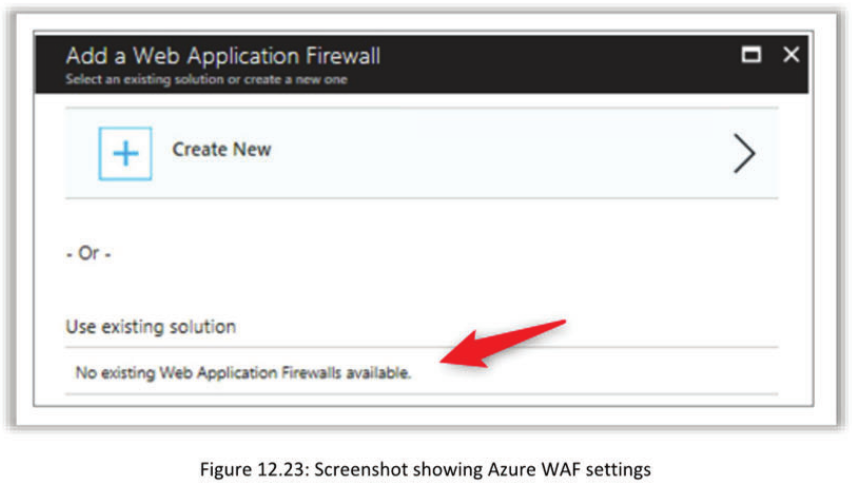 Add a Web Application Firewall
Select an existing solution or create a new one
Create New
- Or -
Use existing solution
No existing Web Application Firewalls available.
Figure 12.23: Screenshot showing Azure WAF settings